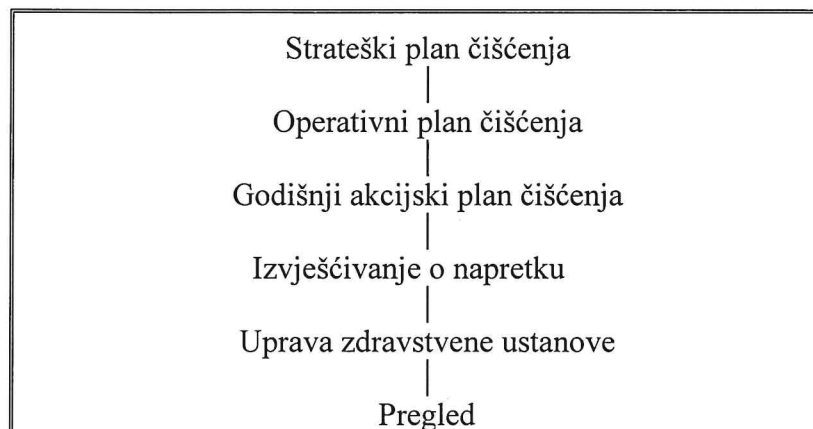 Strateški plan čišćenja
Operativni plan čišćenja
Godišnji akcijski plan čišćenja
Izvješćivanje o napretku
Uprava zdravstvene ustanove
Pregled